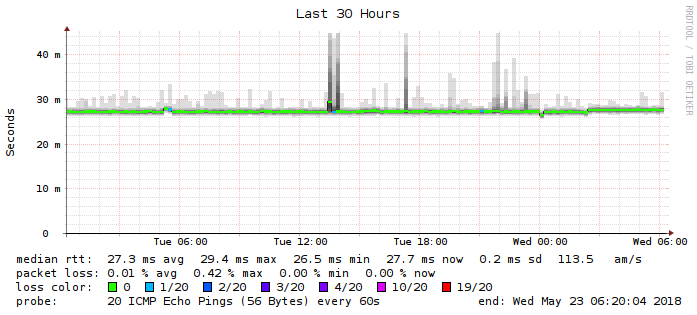 Last 30 Hours
RRDTOOL / TOBI OETIKER
Seconds
40 m
30 m
20 m
10 m
0
Tue 06:00 Tue 12:00 Tue 18:00 Wed 00:00 Wed 06:00
median rtt: 27.3 ms avg 29.4 ms max 26.5 ms min 27.7 ms now 0.2 ms sd 113.5 am/s
packet loss: 0.01 % avg 0.42 % max 0.00 % min 0.00 % now
loss color: 0 1/20 2/20 3/20 4/20 10/20 19/20
probe: 20 ICMP Echo Pings (56 Bytes) every 60s end: Wed May 23 06:20:04 2018